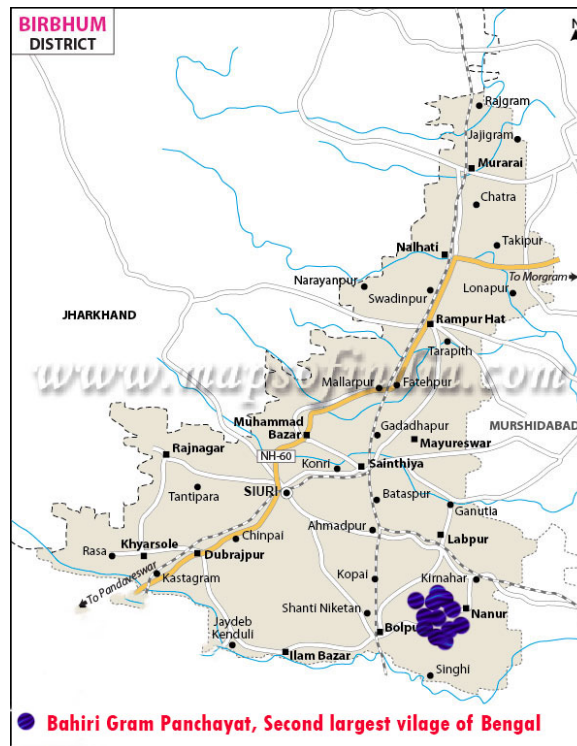 BIRBHUM
DISTRICT
N
Rajgram
Jajigram
Murarai
Chatra
Takipur
Nalhati
To Morgram
Narayanpur
Swadinpur
Lonapur
JHARKHAND
Rampur Hat
Tarapith
www.mapsofindia.com
Mallarpur
Fatehpur
Muhammad
Bazar
Gadadhapur
MURSHIDABAD
Mayureswar
Rajnagar
NH-60
Konri
Sainthiya
Tantipara
SIURI
Bataspur
Ganutla
Ahmadpur
Chinpai
Labpur
Khyarsole
Rasa
Dubrajpur
Kastagram
Kopai
Kirnahar
To Pandaveswar
Shanti Niketan
Nanur
Jaydeb
Kenduli
Bolpu
Ilam Bazar
Singhi
Bahiri Gram Panchayat, Second largest vilage of Bengal